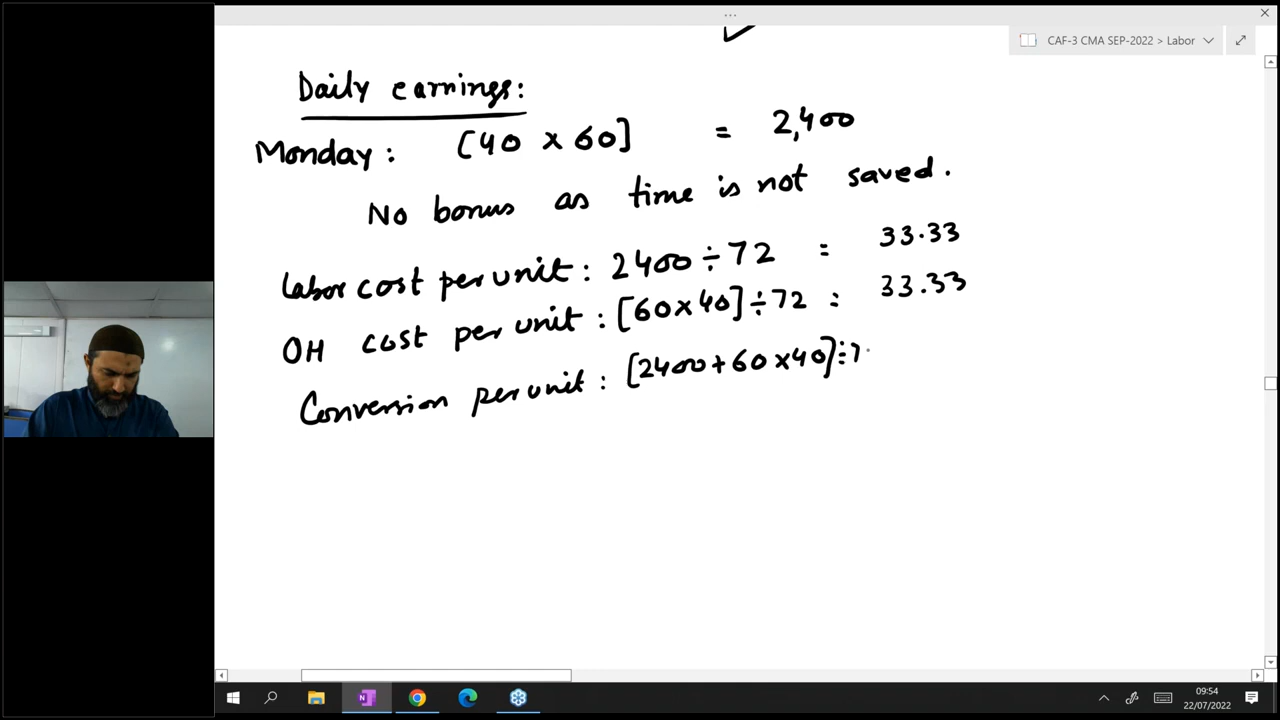 CAF-3 CMA SEP-2022 > Labor
Daily earnings:
Monday: [40 x 60] = 2,400
No bonus as time is not saved.
Labor cost per unit: 2400 ÷ 72 = 33.33
OH cost per unit: [60x40] ÷ 72 = 33.33
Conversion per unit: [2400 + 60 x 40] ÷ 7
09:54
22/07/2022